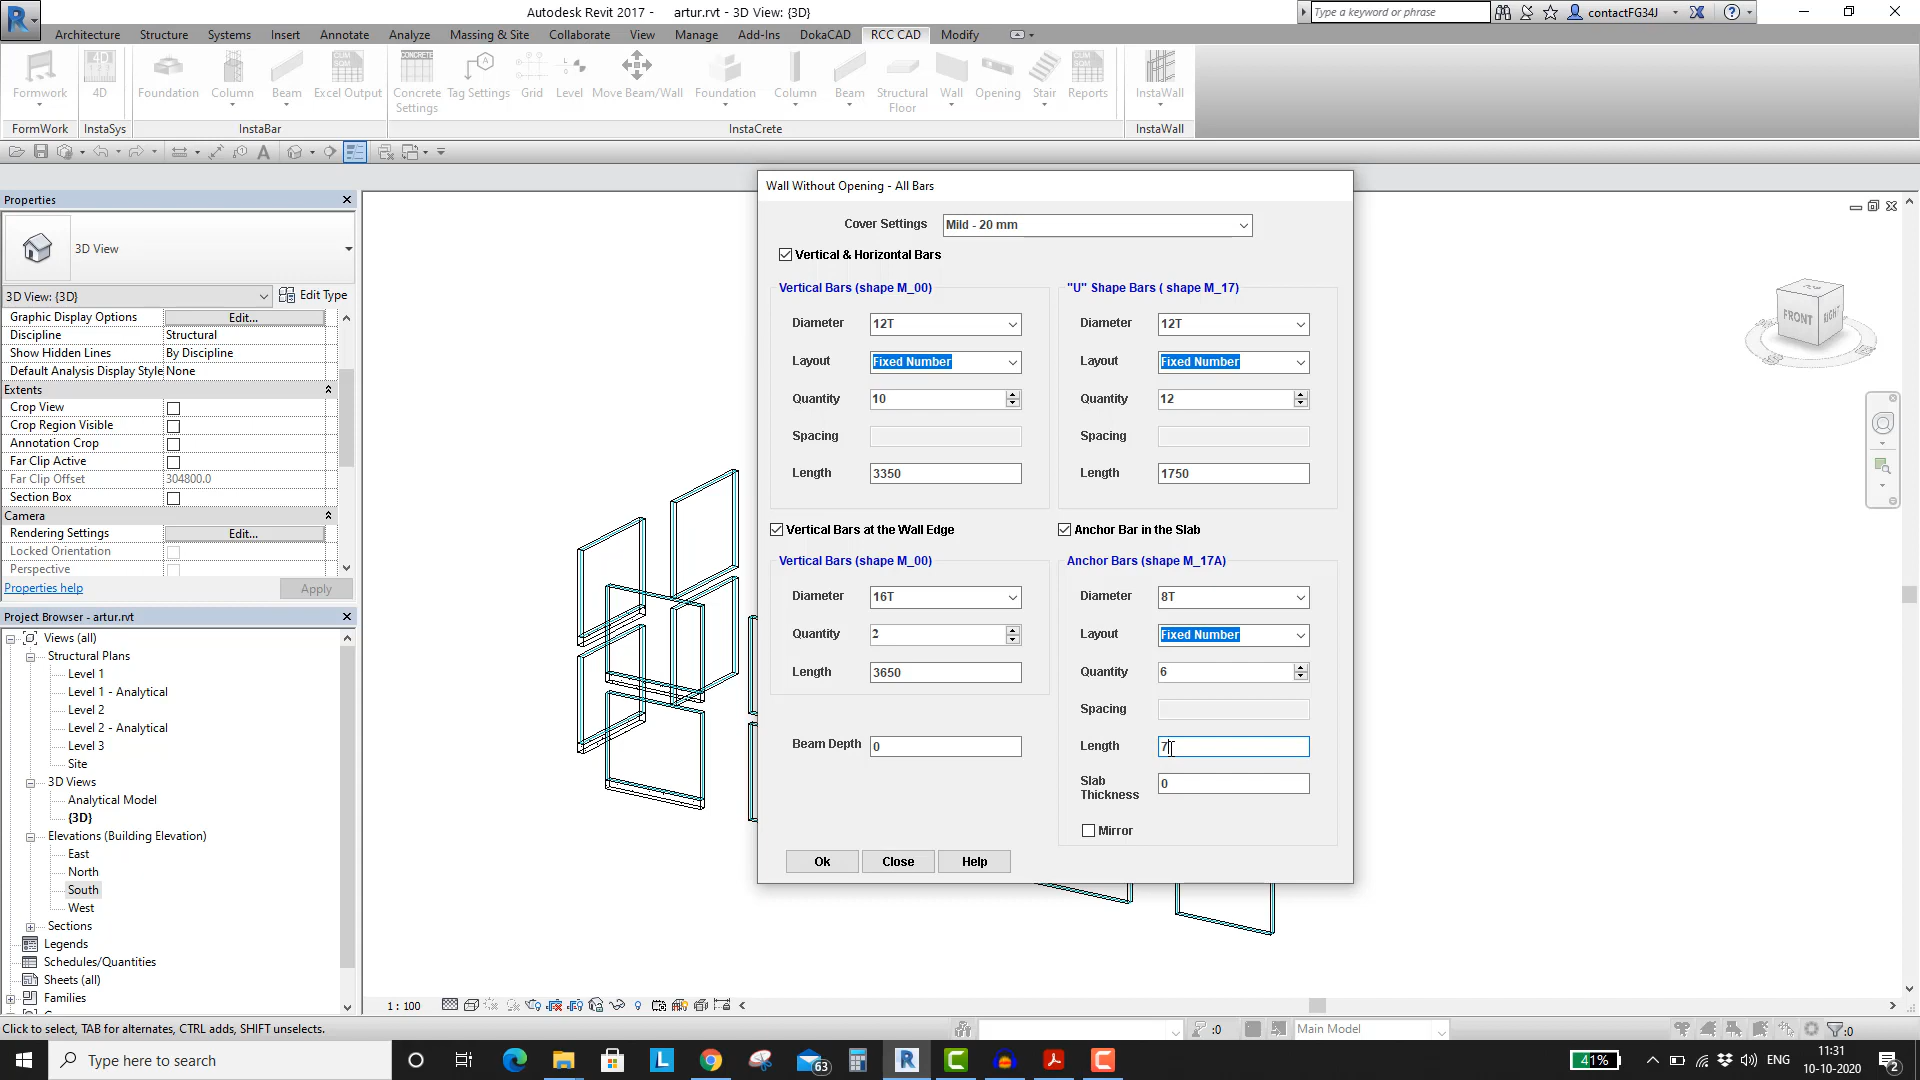 Autodesk Revit 2017 - artur.rvt - 3D View: {3D}
Type a keyword or phrase
contactFG34J
Architecture Structure Systems Insert Annotate Analyze Massing & Site Collaborate View Manage Add-Ins DokaCAD RCC CAD Modify
Formwork
4D
Foundation
Column
Beam
Excel Output
Concrete Settings
Tag Settings
Grid
Level
Move Beam/Wall
Foundation
Column
Beam
Structural Floor
Wall
Opening
Stair
Reports
InstaWall
FormWork InstaSys InstaBar InstaCrete InstaWall
Properties
3D View
3D View: {3D} Edit Type
Graphic Display Options Edit...
Discipline Structural
Show Hidden Lines By Discipline
Default Analysis Display Style None
Extents
Crop View
Crop Region Visible
Annotation Crop
Far Clip Active
Far Clip Offset 304800.0
Section Box
Camera
Rendering Settings Edit...
Locked Orientation
Perspective
Properties help Apply
Project Browser - artur.rvt
Views (all)
Structural Plans
Level 1
Level 1 - Analytical
Level 2
Level 2 - Analytical
Level 3
Site
3D Views
Analytical Model
{3D}
Elevations (Building Elevation)
East
North
South
West
Sections
Legends
Schedules/Quantities
Sheets (all)
Families
Wall Without Opening - All Bars
Cover Settings Mild - 20 mm
Vertical & Horizontal Bars
Vertical Bars (shape M_00)
Diameter 12T
Layout Fixed Number
Quantity 10
Spacing
Length 3350
"U" Shape Bars ( shape M_17)
Diameter 12T
Layout Fixed Number
Quantity 12
Spacing
Length 1750
Vertical Bars at the Wall Edge
Vertical Bars (shape M_00)
Diameter 16T
Quantity 2
Length 3650
Beam Depth 0
Anchor Bar in the Slab
Anchor Bars (shape M_17A)
Diameter 8T
Layout Fixed Number
Quantity 6
Spacing
Length 7
Slab Thickness 0
Mirror
Ok Close Help
FRONT
RIGHT
1 : 100
Click to select, TAB for alternates, CTRL adds, SHIFT unselects.
:0
Main Model
:0
Type here to search
63
41%
ENG
11:31
10-10-2020
2